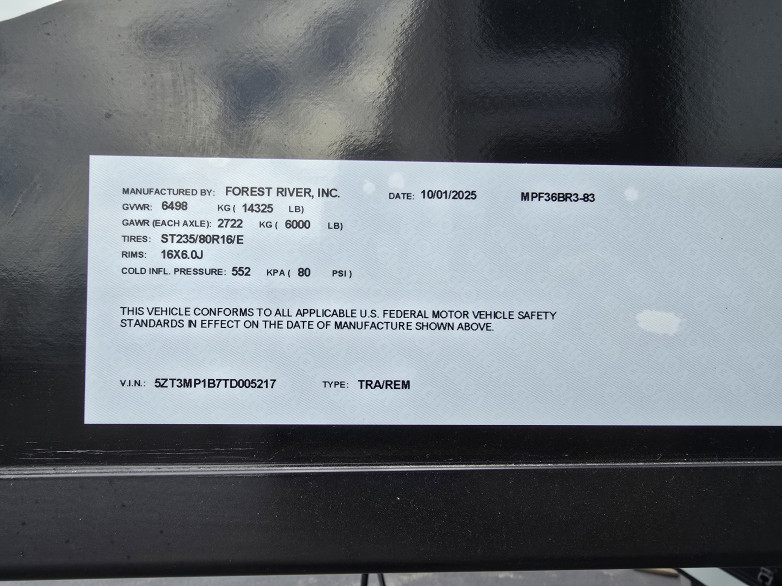 MANUFACTURED BY: FOREST RIVER, INC. DATE: 10/01/2025 MPF36BR3-83
GVWR: 6498 KG ( 14325 LB)
GAWR (EACH AXLE): 2722 KG ( 6000 LB)
TIRES: ST235/80R16/E
RIMS: 16X6.0J
COLD INFL. PRESSURE: 552 KPA ( 80 PSI )
THIS VEHICLE CONFORMS TO ALL APPLICABLE U.S. FEDERAL MOTOR VEHICLE SAFETY
STANDARDS IN EFFECT ON THE DATE OF MANUFACTURE SHOWN ABOVE.
V.I.N.: 5ZT3MP1B7TD005217 TYPE: TRA/REM